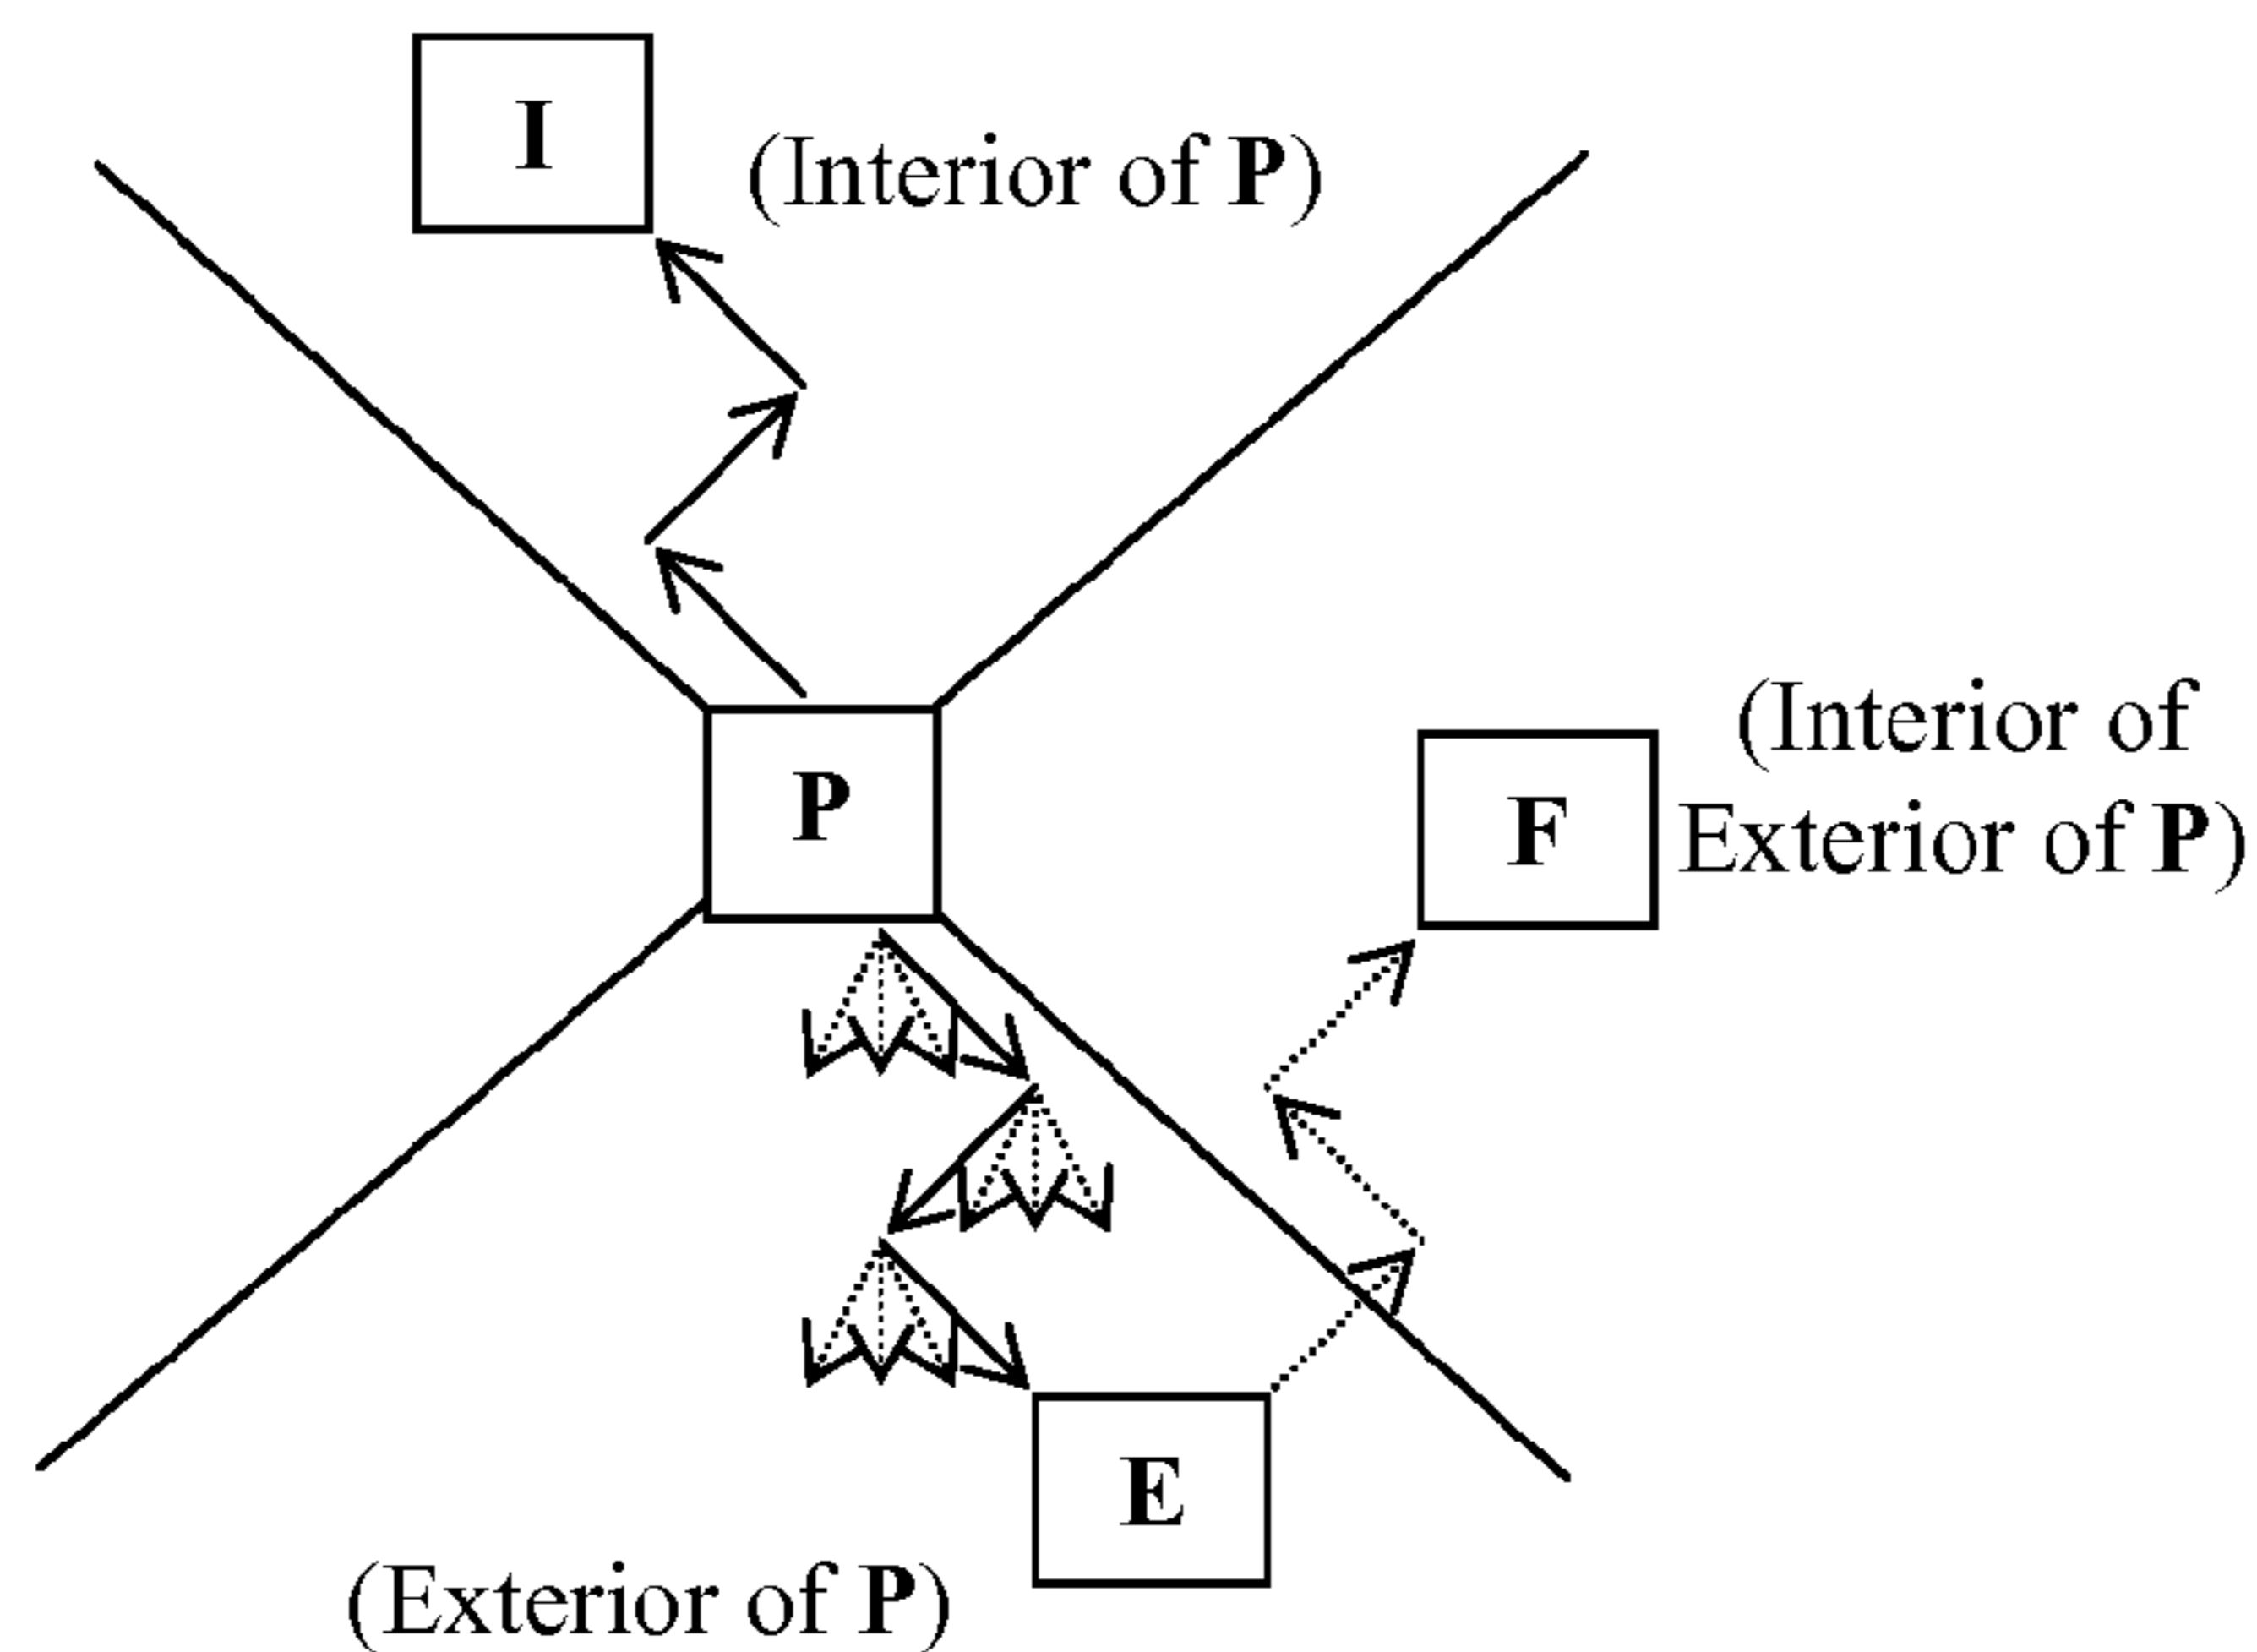 I
(Interior of P)
P
(Interior of
F
Exterior of P)
E
(Exterior of P)